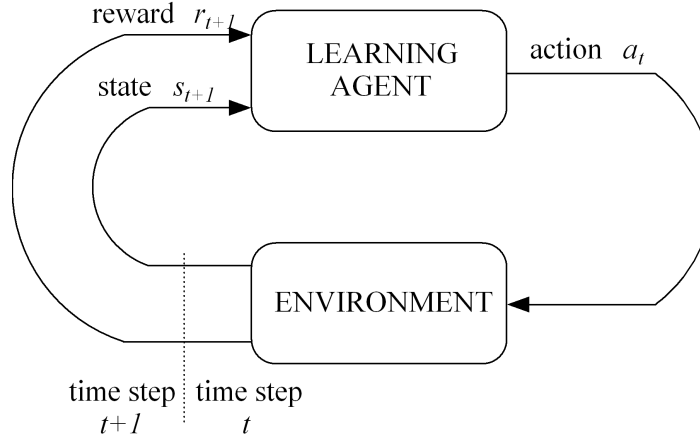 reward r_{t+1}
LEARNING
AGENT
action a_t
state s_{t+1}
ENVIRONMENT
time step
t+1
time step
t